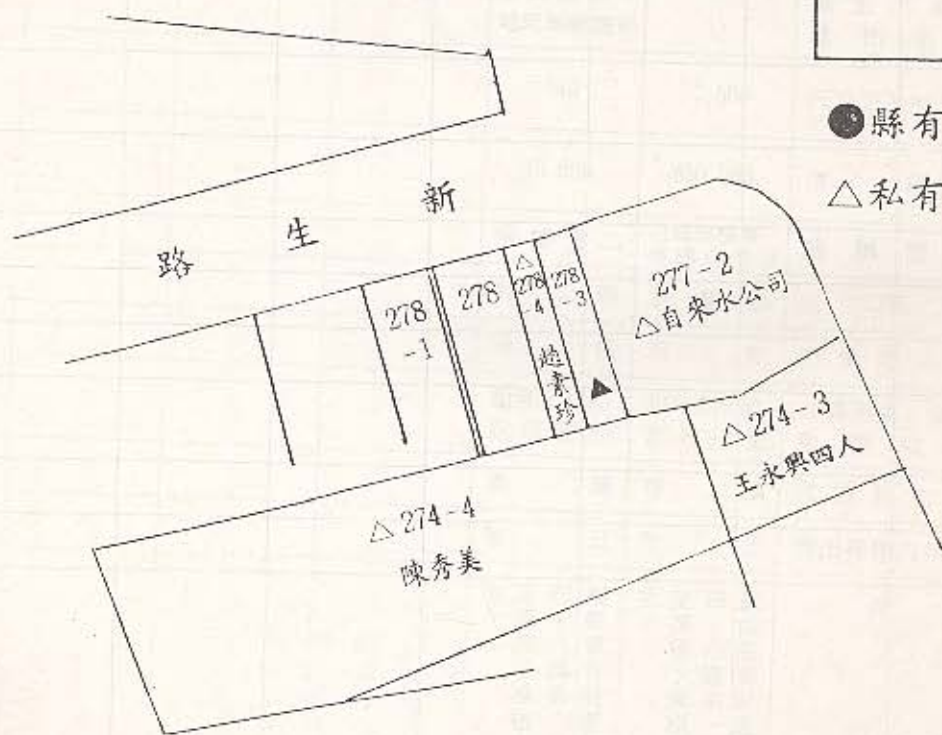 ●縣有
△私有
新生路
278
-1
278
△
278
-4
趙素珍
278
-3
▲
277-2
△自來水公司
△274-3
王永興四人
△274-4
陳秀美